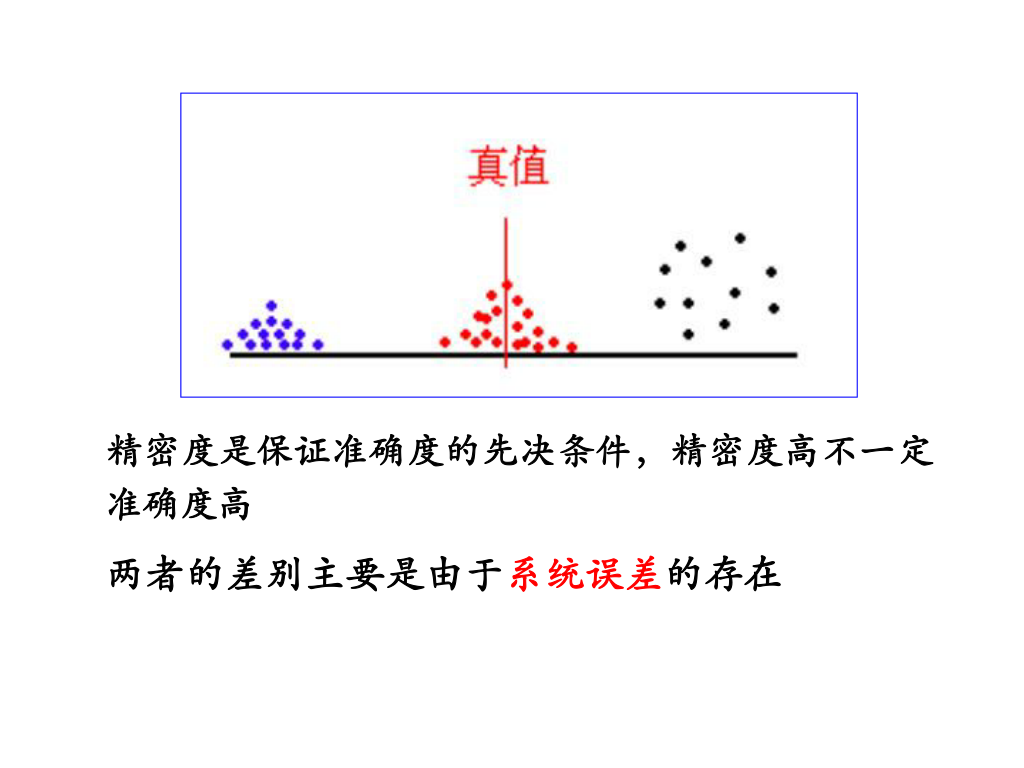 真值
精密度是保证准确度的先决条件，精密度高不一定
准确度高
两者的差别主要是由于系统误差的存在